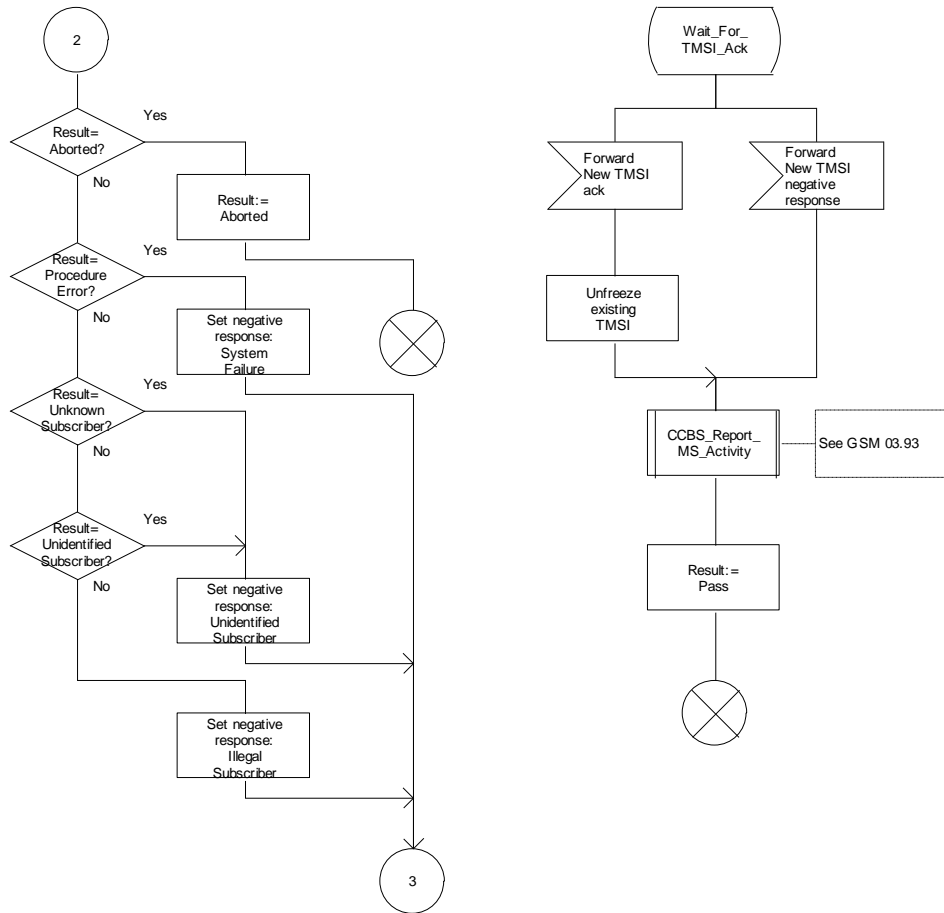 2
Result=
Aborted?
Yes
No
Result:=
Aborted
Result=
Procedure
Error?
Yes
No
Set negative
response:
System
Failure
Result=
Unknown
Subscriber?
Yes
No
Result=
Unidentified
Subscriber?
Yes
No
Set negative
response:
Unidentified
Subscriber
Set negative
response:
Illegal
Subscriber
3
Wait_For_
TMSI_Ack
Forward
New TMSI
ack
Forward
New TMSI
negative
response
Unfreeze
existing
TMSI
CCBS_Report_
MS_Activity
See GSM 03.93
Result:=
Pass